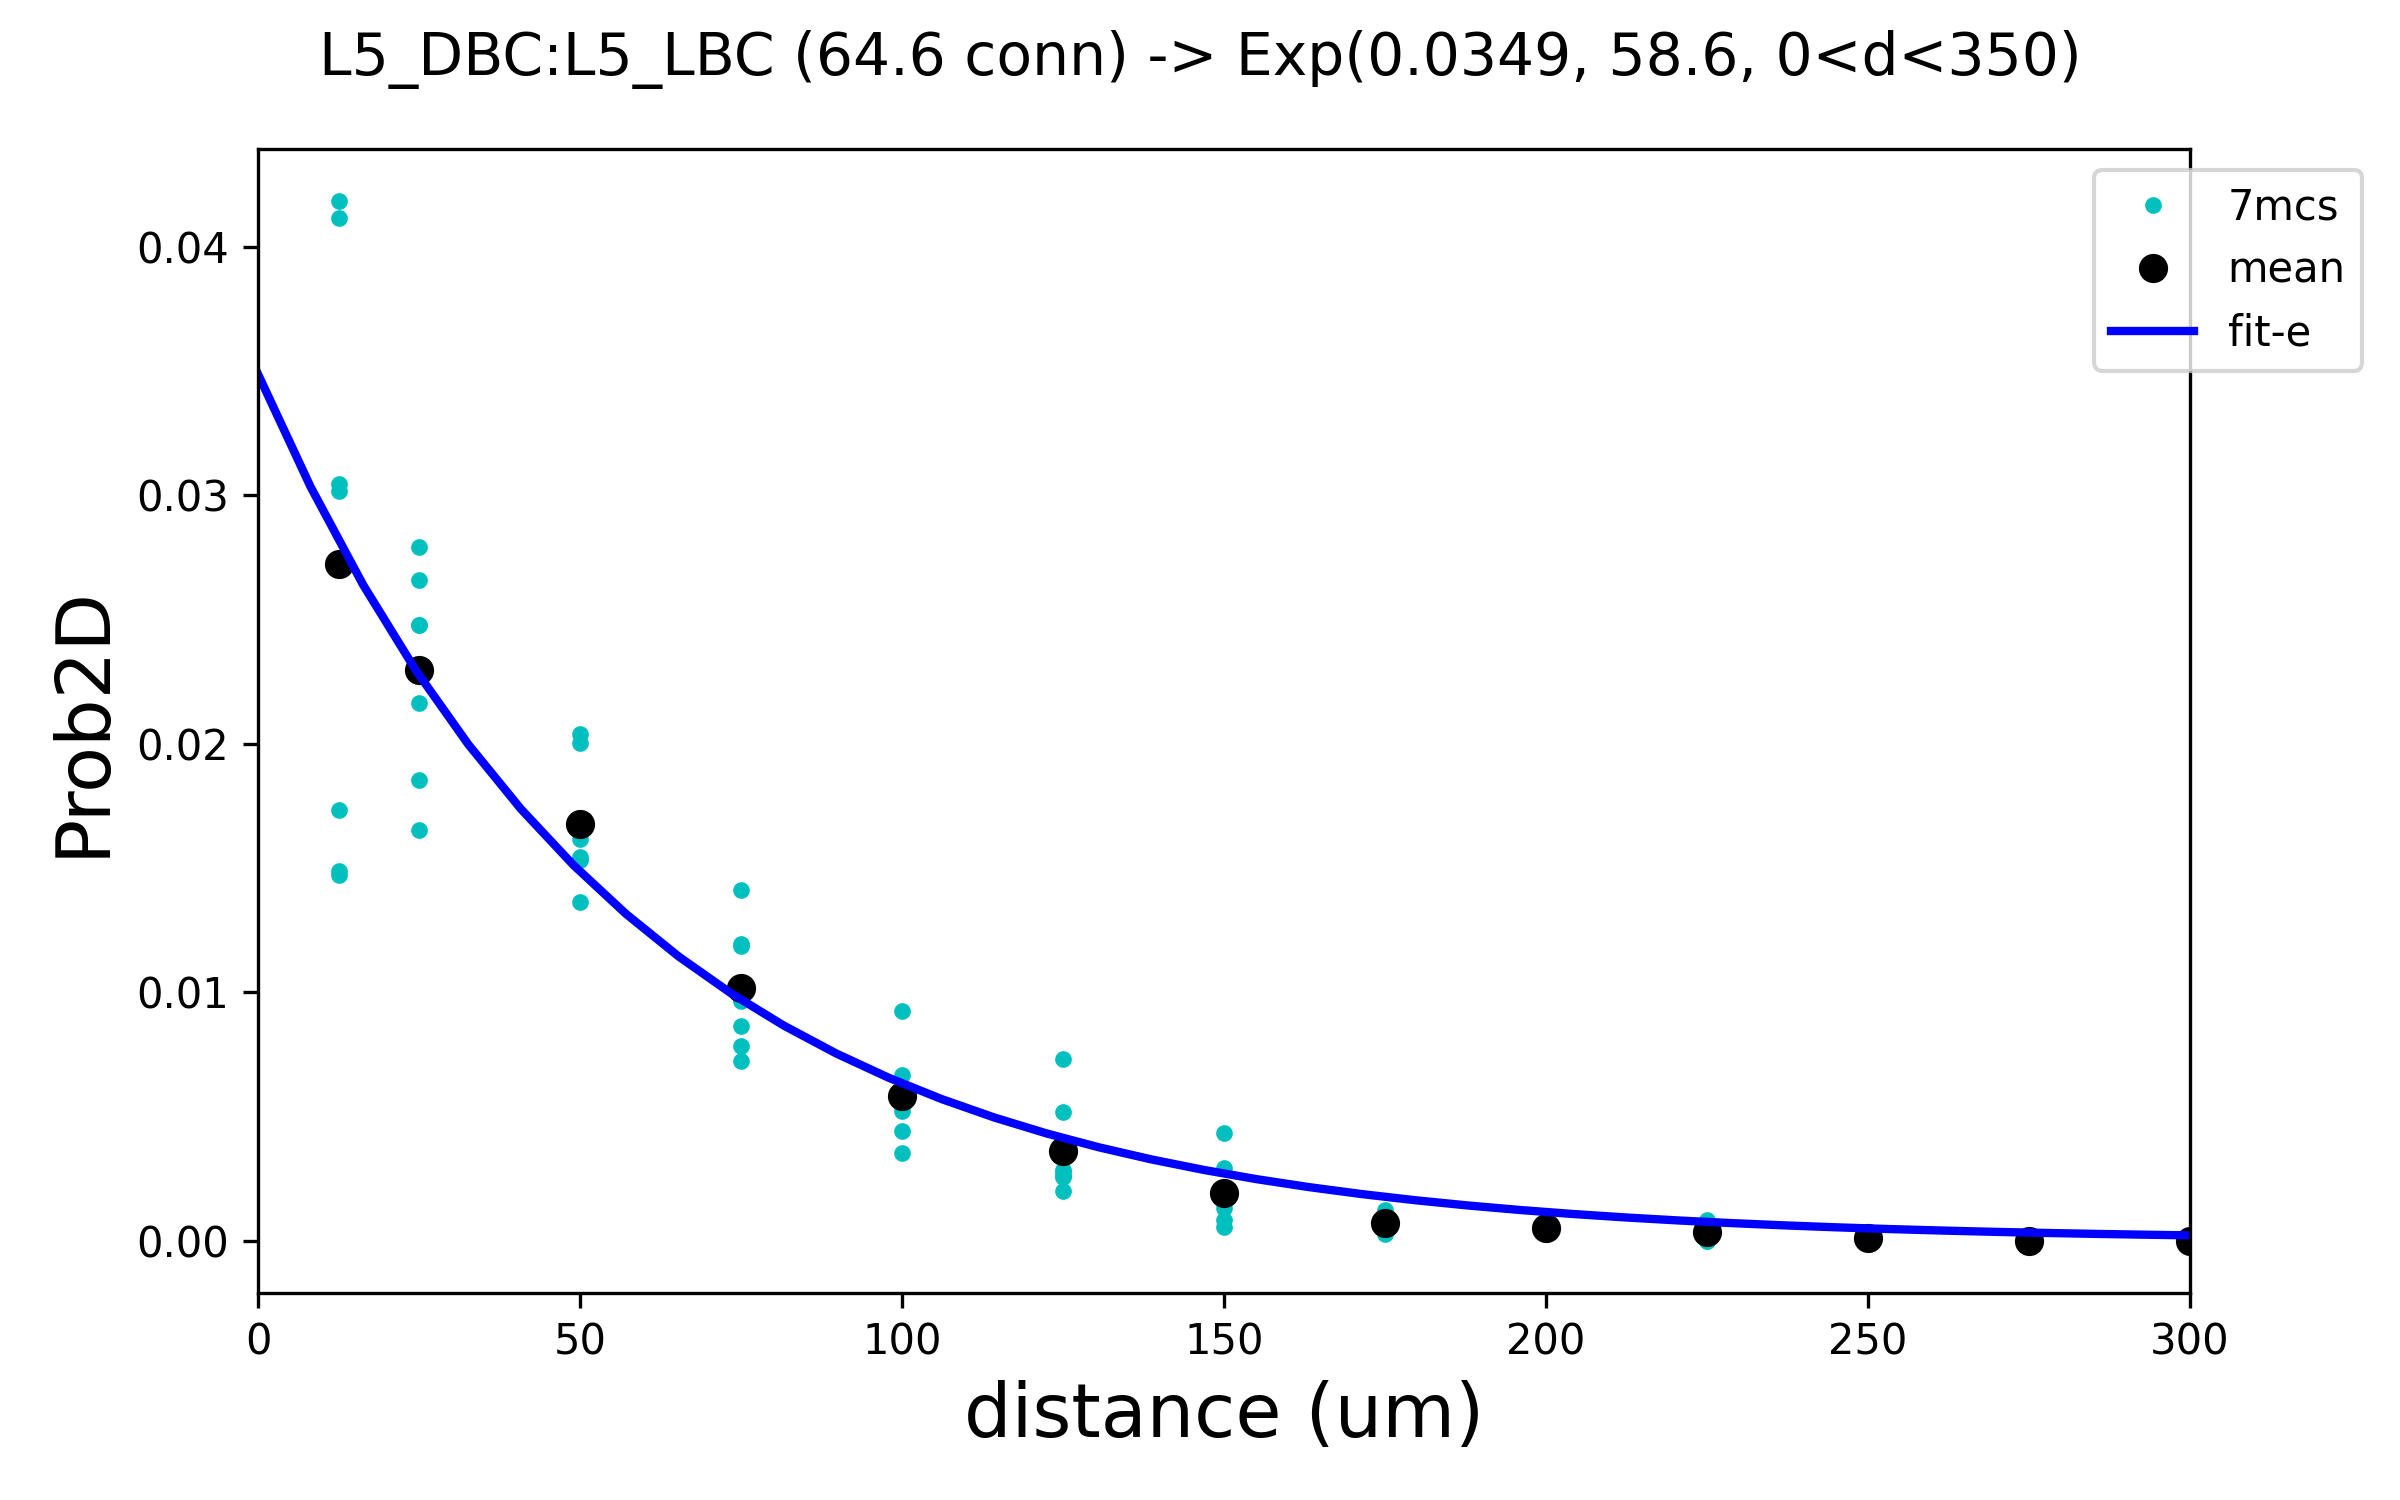 L5_DBC:L5_LBC (64.6 conn) -> Exp(0.0349, 58.6, 0<d<350)
7mcs
mean
fit-e
Prob2D
0.04
0.03
0.02
0.01
0.00
0 50 100 150 200 250 300
distance (um)